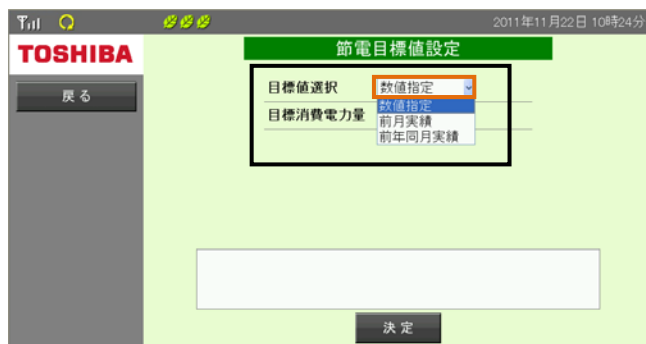 2011年11月22日 10時24分
TOSHIBA
節電目標値設定
戻る
目標値選択 数値指定
数値指定
目標消費電力量 前月実績
前年同月実績
決定